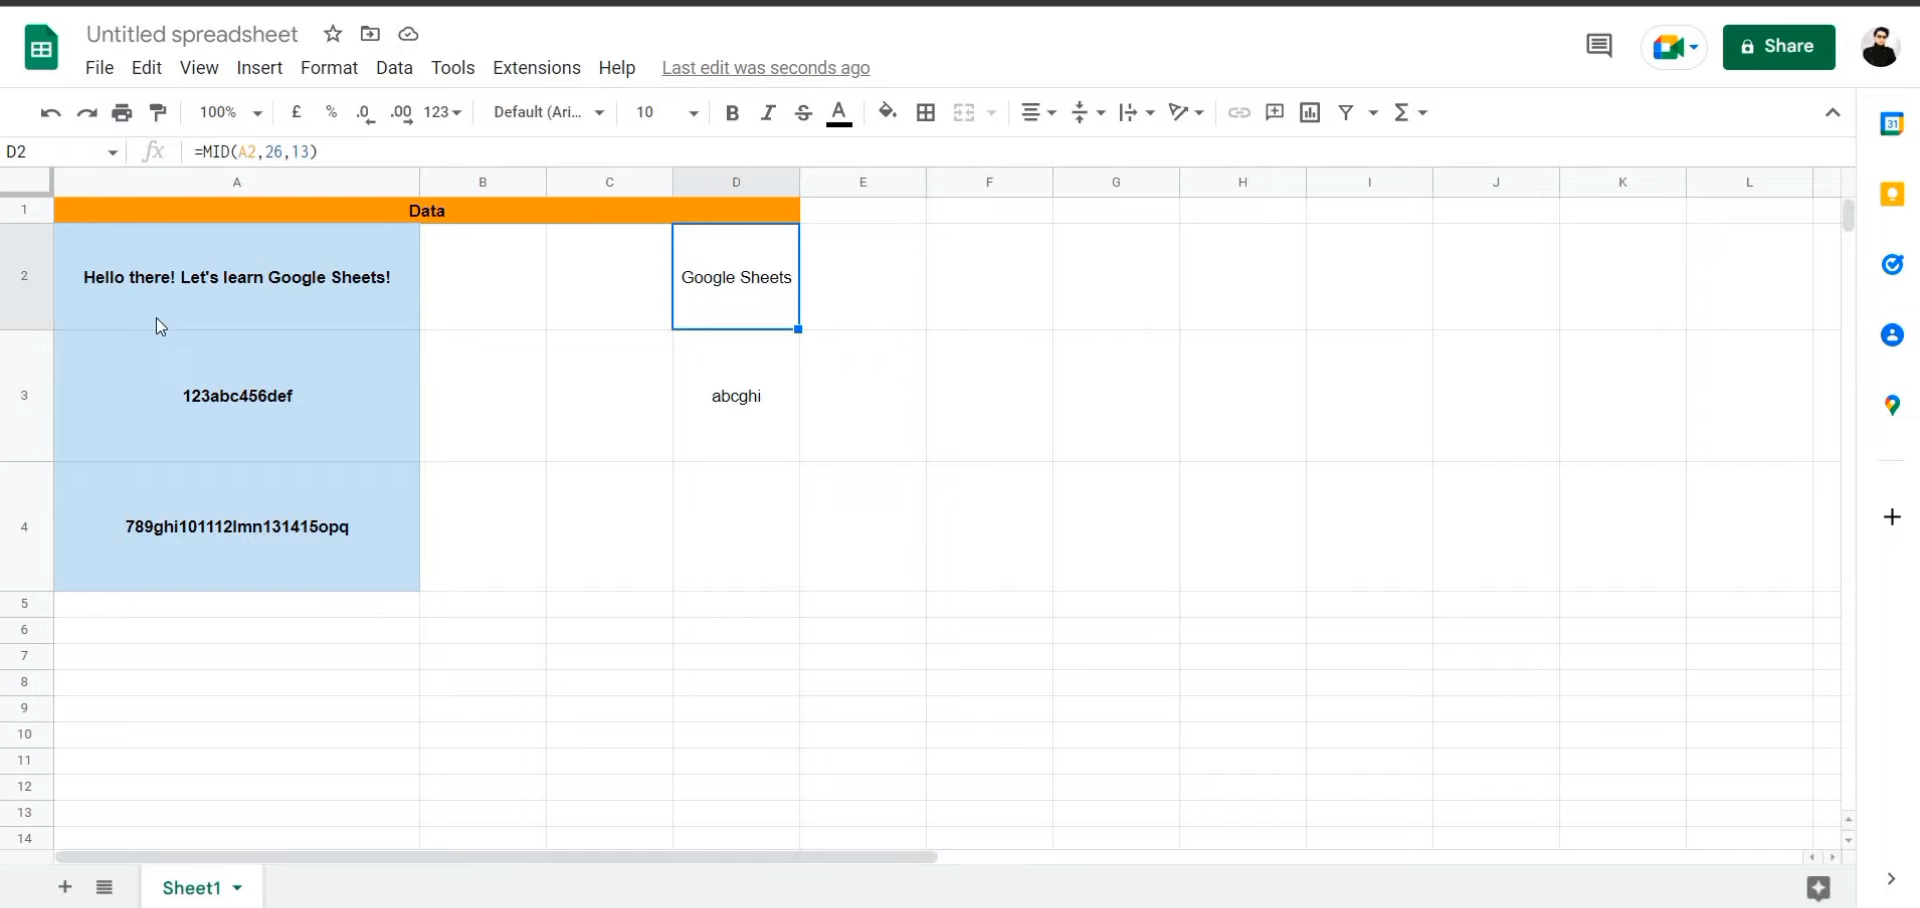 Untitled spreadsheet
Share
File Edit View Insert Format Data Tools Extensions Help Last edit was seconds ago
100% £ % .0 .00 123 Default (Ari... 10 B I S A Σ
31
D2 fx =MID(A2,26,13)
A B C D E F G H I J K L
1 Data
2 Hello there! Let's learn Google Sheets! Google Sheets
3 123abc456def abcghi
4 789ghi101112lmn131415opq
5
6
7
8
9
10
11
12
13
14
Sheet1